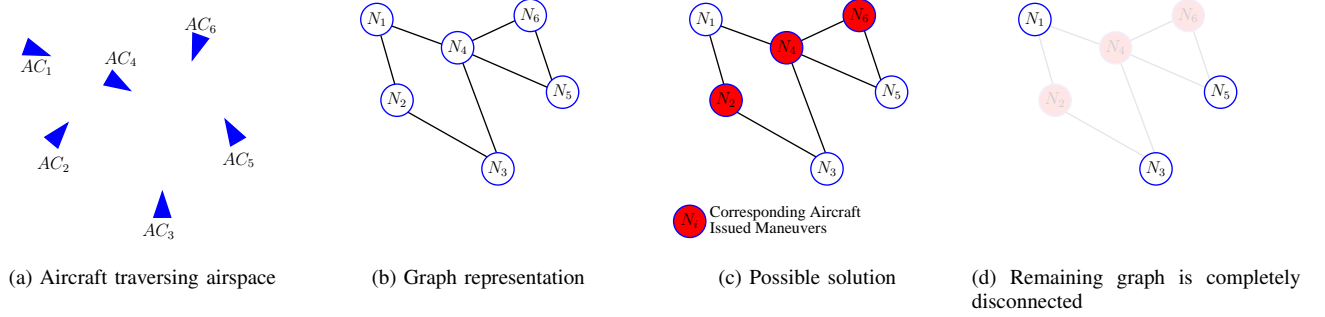 AC₁
AC₄
AC₆
AC₂
AC₅
AC₃
(a) Aircraft traversing airspace
N₁
N₆
N₄
N₂
N₅
N₃
(b) Graph representation
N₁
N₆
N₄
N₂
N₅
N₃
Nᵢ
Corresponding Aircraft
Issued Maneuvers
(c) Possible solution
N₁
N₆
N₄
N₂
N₅
N₃
(d) Remaining graph is completely
disconnected